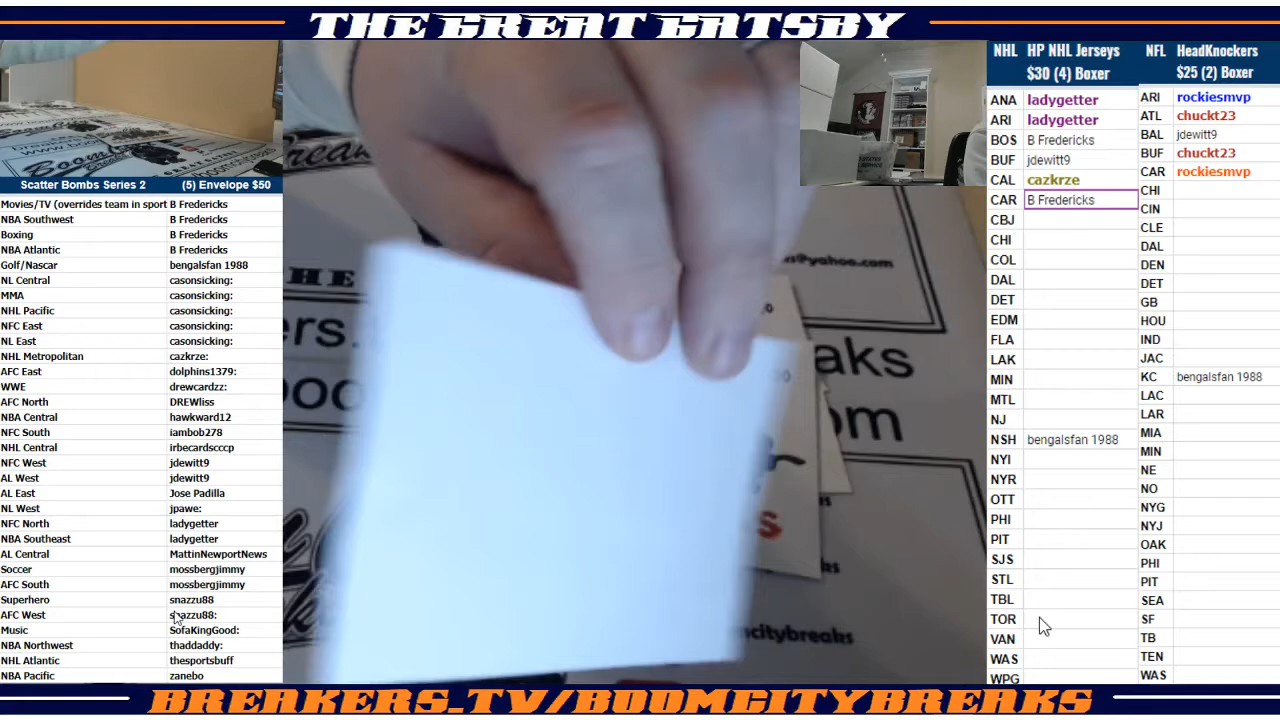 THE GREAT GATSBY
Scatter Bombs Series 2 (5) Envelope $50
Movies/TV (overrides team in sport B Fredericks
NBA Southwest B Fredericks
Boxing B Fredericks
NBA Atlantic B Fredericks
Golf/Nascar bengalsfan 1988
NL Central casonsicking:
MMA casonsicking:
NHL Pacific casonsicking:
NFC East casonsicking:
NL East casonsicking:
NHL Metropolitan cazkrze:
AFC East dolphins1379:
WWE drewcardzz:
AFC North DREWliss
NBA Central hawkward12
NFC South iambob278
NHL Central irbecardscccp
NFC West jdewitt9
AL West jdewitt9
AL East Jose Padilla
NL West jpawe:
NFC North ladygetter
NBA Southeast ladygetter
AL Central MattinNewportNews
Soccer mossbergjimmy
AFC South mossbergjimmy
Superhero snazzu88
AFC West snazzu88:
Music SofaKingGood:
NBA Northwest thaddaddy:
NHL Atlantic thesportsbuff
NBA Pacific zanebo
@yahoo.com
eaks
om
citybreaks
NHL HP NHL Jerseys
$30 (4) Boxer
ANA ladygetter
ARI ladygetter
BOS B Fredericks
BUF jdewitt9
CAL cazkrze
CAR B Fredericks
CBJ
CHI
COL
DAL
DET
EDM
FLA
LAK
MIN
MTL
NJ
NSH bengalsfan 1988
NYI
NYR
OTT
PHI
PIT
SJS
STL
TBL
TOR
VAN
WAS
WPG
NFL HeadKnockers
$25 (2) Boxer
ARI rockiesmvp
ATL chuckt23
BAL jdewitt9
BUF chuckt23
CAR rockiesmvp
CHI
CIN
CLE
DAL
DEN
DET
GB
HOU
IND
JAC
KC bengalsfan 1988
LAC
LAR
MIA
MIN
NE
NO
NYG
NYJ
OAK
PHI
PIT
SEA
SF
TB
TEN
WAS
BREAKERS.TV/BOOMCITYBREAKS